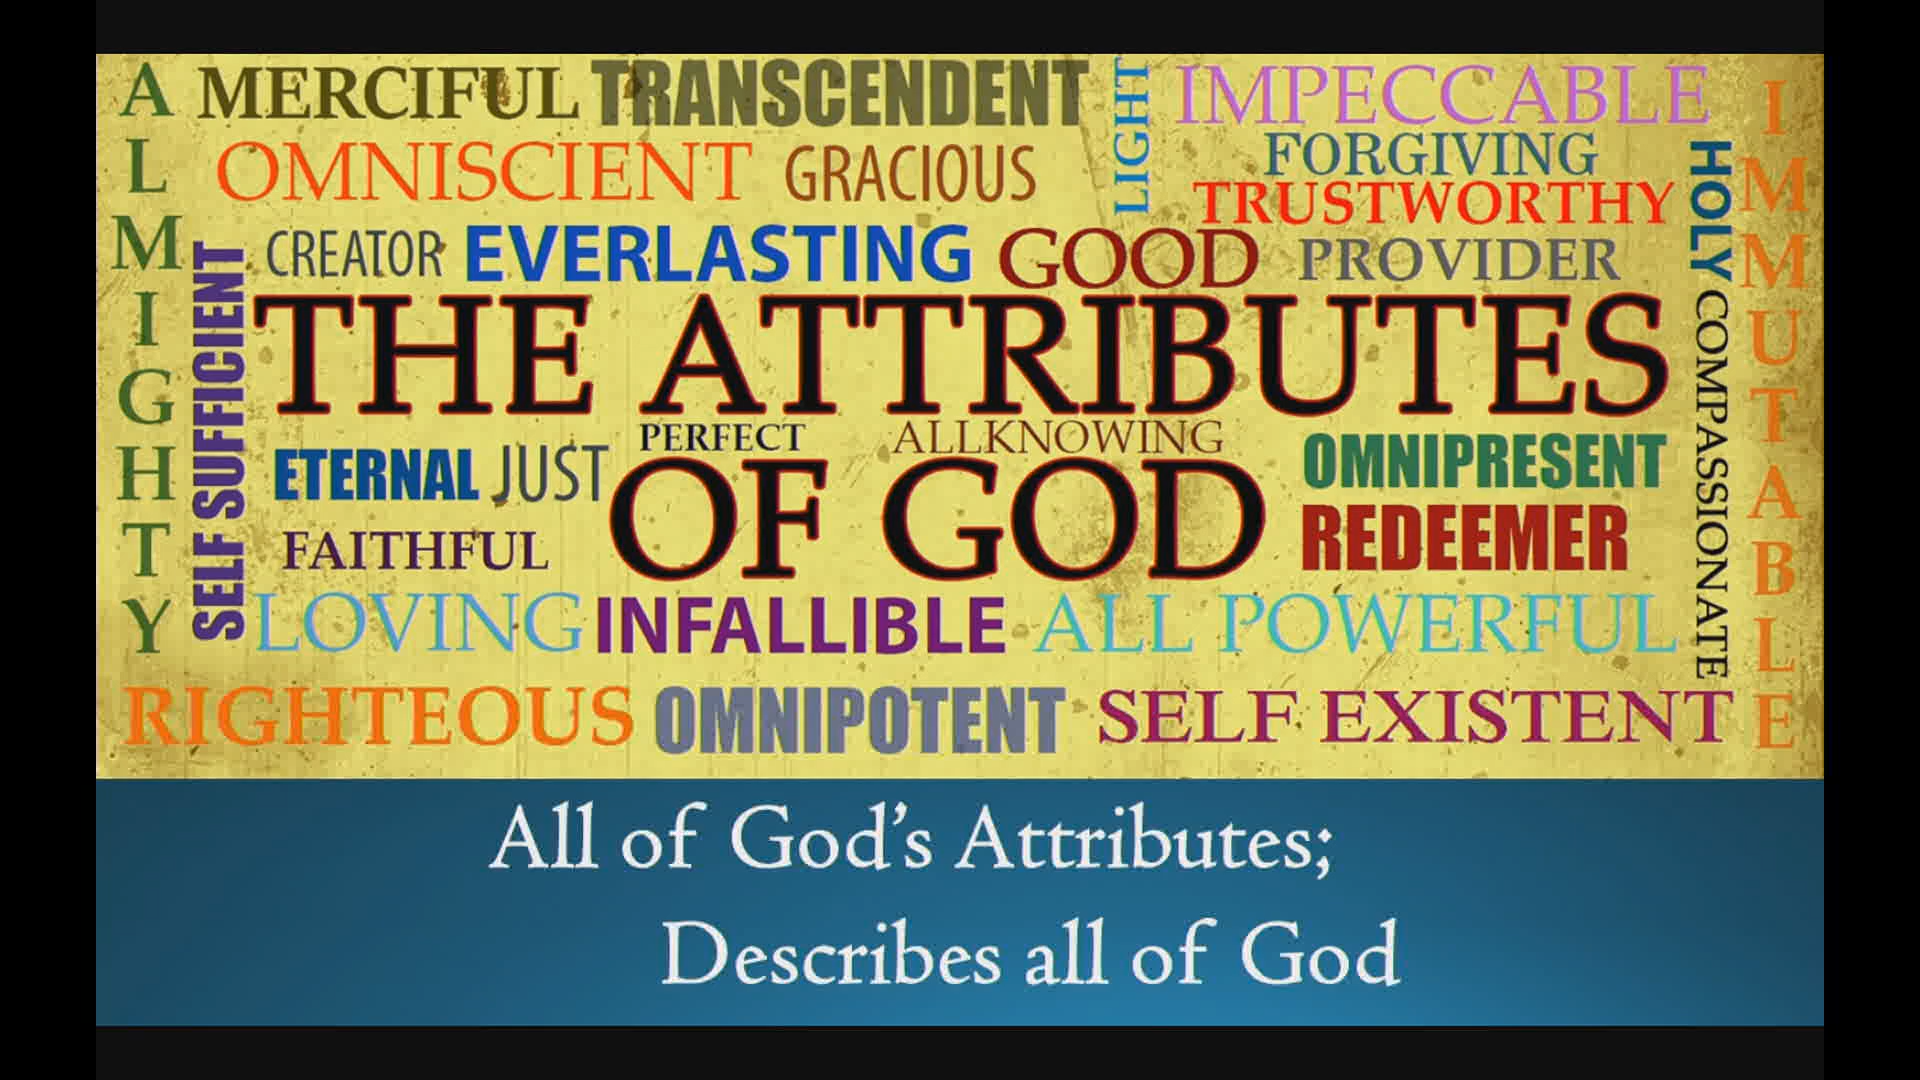 ALMIGHTY
MERCIFUL TRANSCENDENT
LIGHT
IMPECCABLE
IMMUTABLE
OMNISCIENT GRACIOUS
FORGIVING
TRUSTWORTHY
HOLY
SELF SUFFICIENT
CREATOR EVERLASTING GOOD PROVIDER
THE ATTRIBUTES
COMPASSIONATE
PERFECT ALLKNOWING
ETERNAL JUST
OF GOD
OMNIPRESENT
FAITHFUL
REDEEMER
LOVING INFALLIBLE ALL POWERFUL
RIGHTEOUS OMNIPOTENT SELF EXISTENT
All of God's Attributes;
Describes all of God